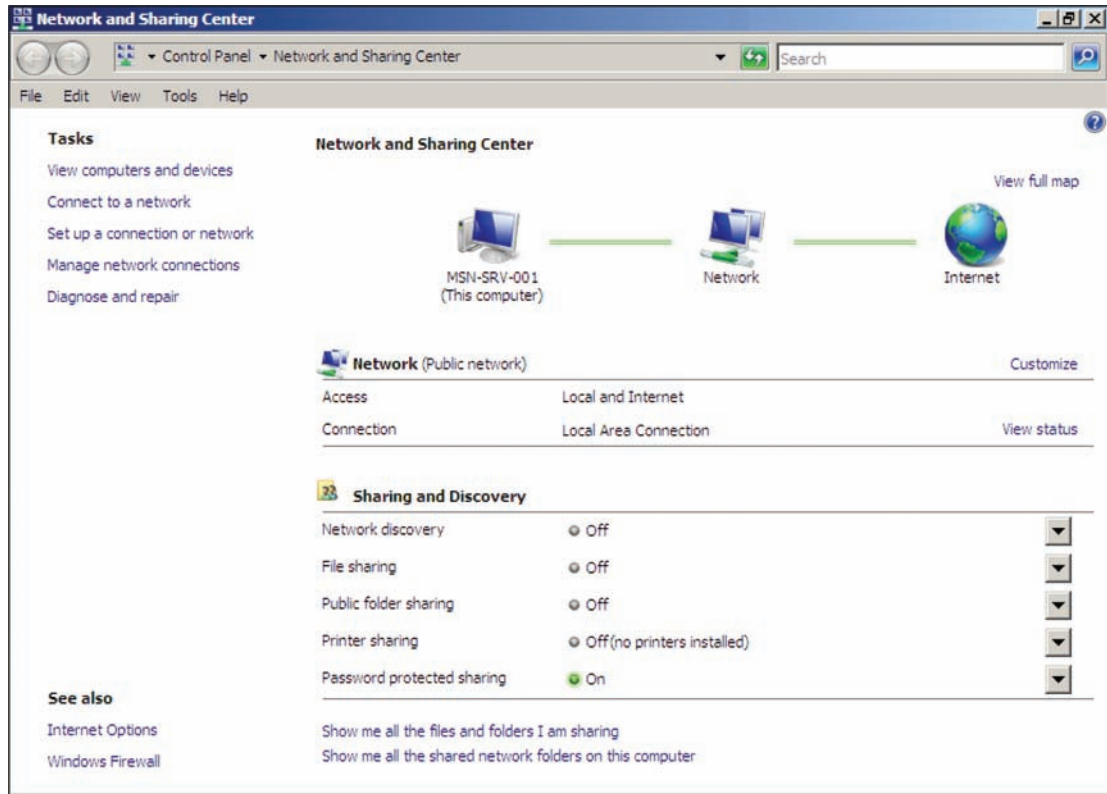 Network and Sharing Center
Control Panel Network and Sharing Center Search
File Edit View Tools Help
Tasks
View computers and devices
Connect to a network
Set up a connection or network
Manage network connections
Diagnose and repair
See also
Internet Options
Windows Firewall
Network and Sharing Center
View full map
MSN-SRV-001
(This computer)
Network
Internet
Network (Public network) Customize
Access Local and Internet
Connection Local Area Connection View status
Sharing and Discovery
Network discovery Off
File sharing Off
Public folder sharing Off
Printer sharing Off (no printers installed)
Password protected sharing On
Show me all the files and folders I am sharing
Show me all the shared network folders on this computer